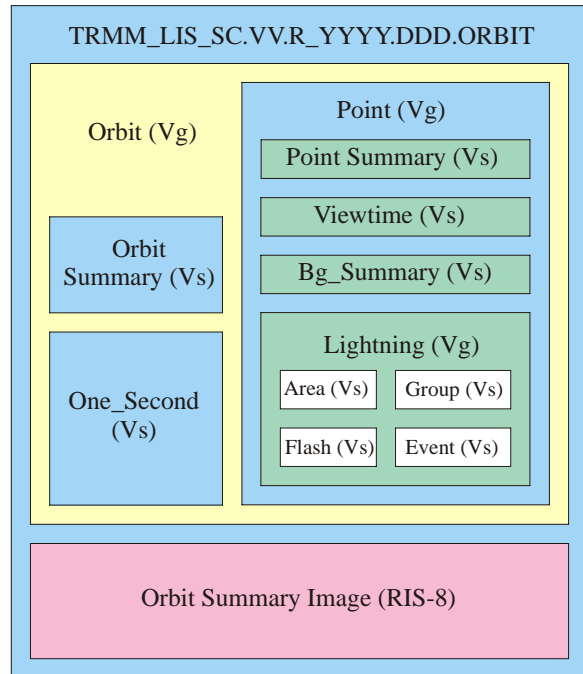 TRMM_LIS_SC.VV.R_YYYY.DDD.ORBIT
Orbit (Vg)
Orbit
Summary (Vs)
One_Second
(Vs)
Point (Vg)
Point Summary (Vs)
Viewtime (Vs)
Bg_Summary (Vs)
Lightning (Vg)
Area (Vs)
Group (Vs)
Flash (Vs)
Event (Vs)
Orbit Summary Image (RIS-8)